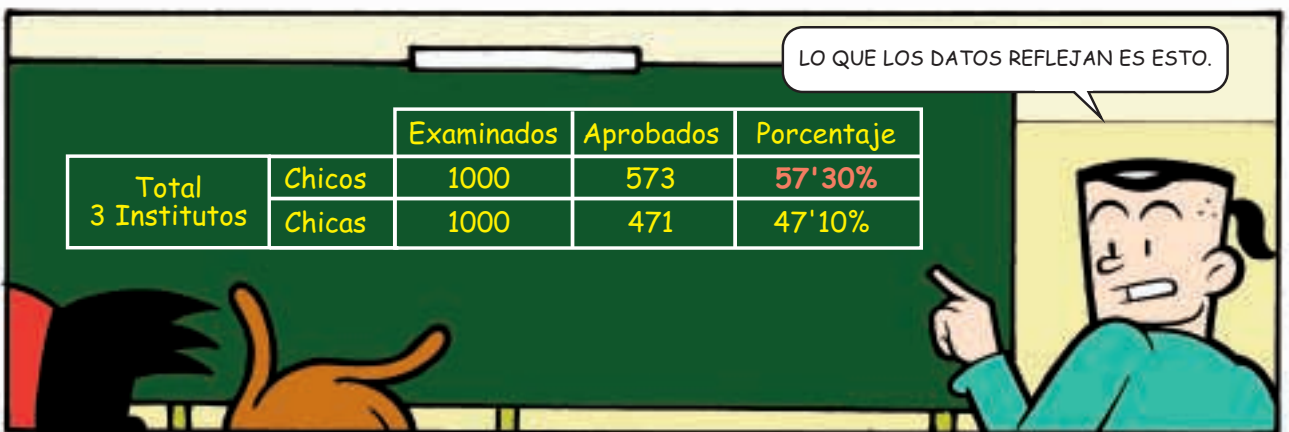 LO QUE LOS DATOS REFLEJAN ES ESTO.
Examinados Aprobados Porcentaje
Total
3 Institutos
Chicos 1000 573 57'30%
Chicas 1000 471 47'10%